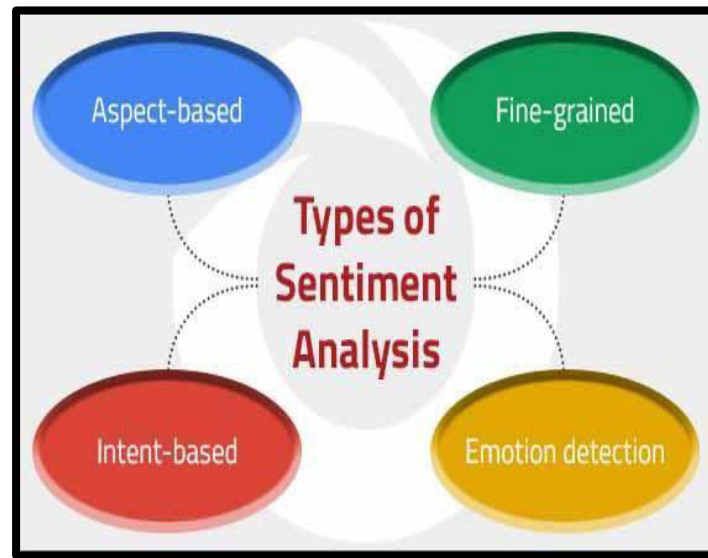 Aspect-based
Fine-grained
Types of
Sentiment
Analysis
Intent-based
Emotion detection